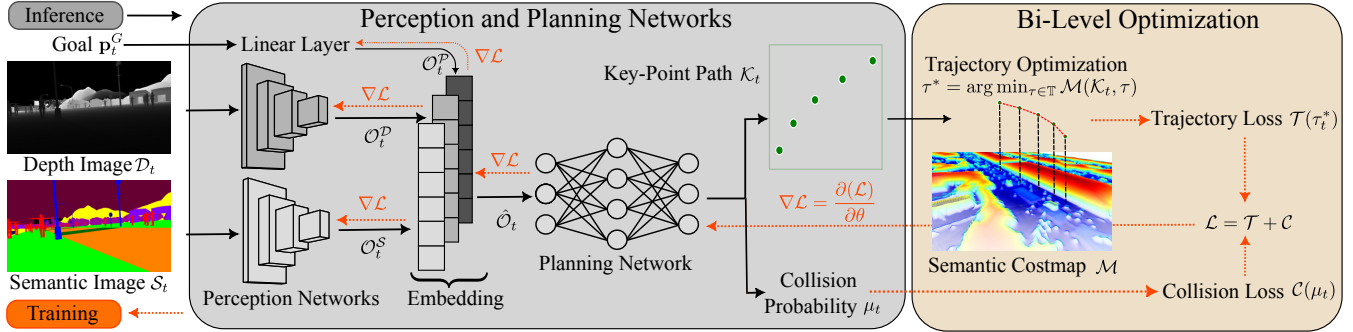 Inference
Goal p_t^G
Depth Image 𝒟_t
Semantic Image 𝒮_t
Training
Perception and Planning Networks
Linear Layer
𝒪_t^𝒫
∇ℒ
∇ℒ
𝒪_t^𝒟
∇ℒ
∇ℒ
𝒪_t^𝒮
Ô_t
Perception Networks
Embedding
Planning Network
Key-Point Path 𝒦_t
∇ℒ = ∂(ℒ)/∂θ
Collision
Probability μ_t
Bi-Level Optimization
Trajectory Optimization
τ* = arg min_{τ∈𝕋} ℳ(𝒦_t, τ)
Trajectory Loss 𝒯(τ_t*)
ℒ = 𝒯 + 𝒞
Semantic Costmap ℳ
Collision Loss 𝒞(μ_t)